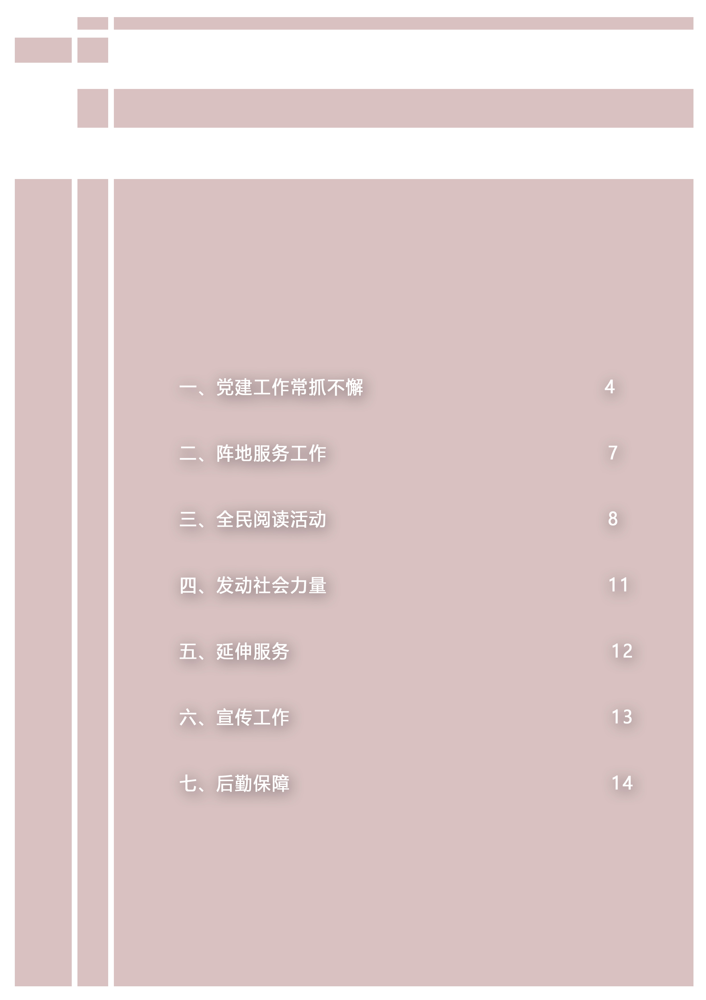 一、党建工作常抓不懈 4
二、阵地服务工作 7
三、全民阅读活动 8
四、发动社会力量 11
五、延伸服务 12
六、宣传工作 13
七、后勤保障 14